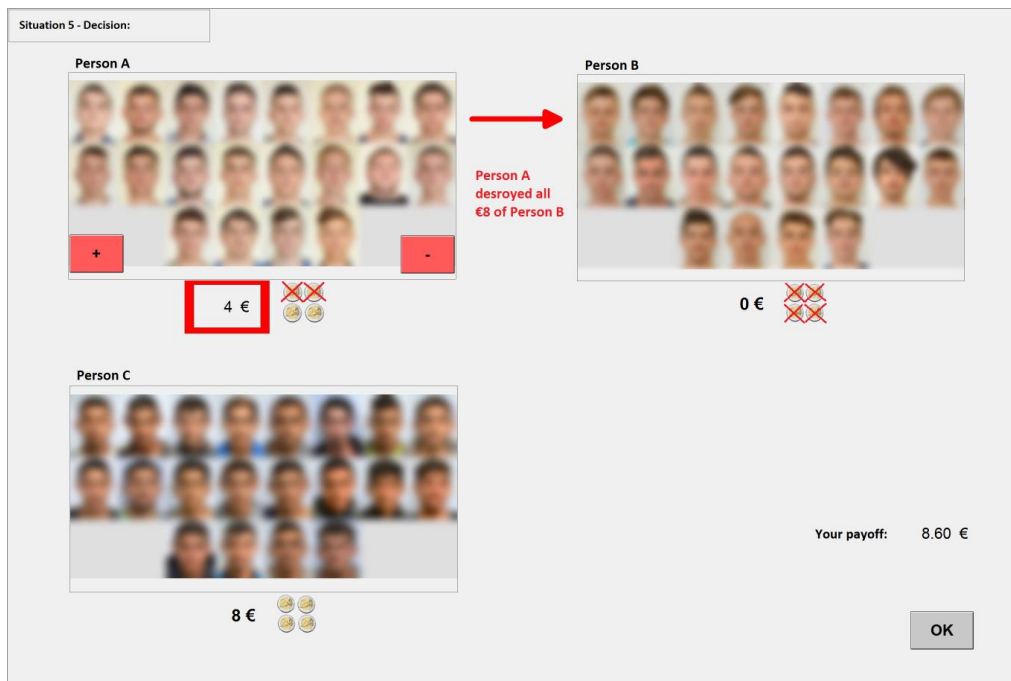 Situation 5 - Decision:
Person A
Person B
Person A
desroyed all
€8 of Person B
+
-
4 €
0 €
Person C
Your payoff: 8.60 €
8 €
OK